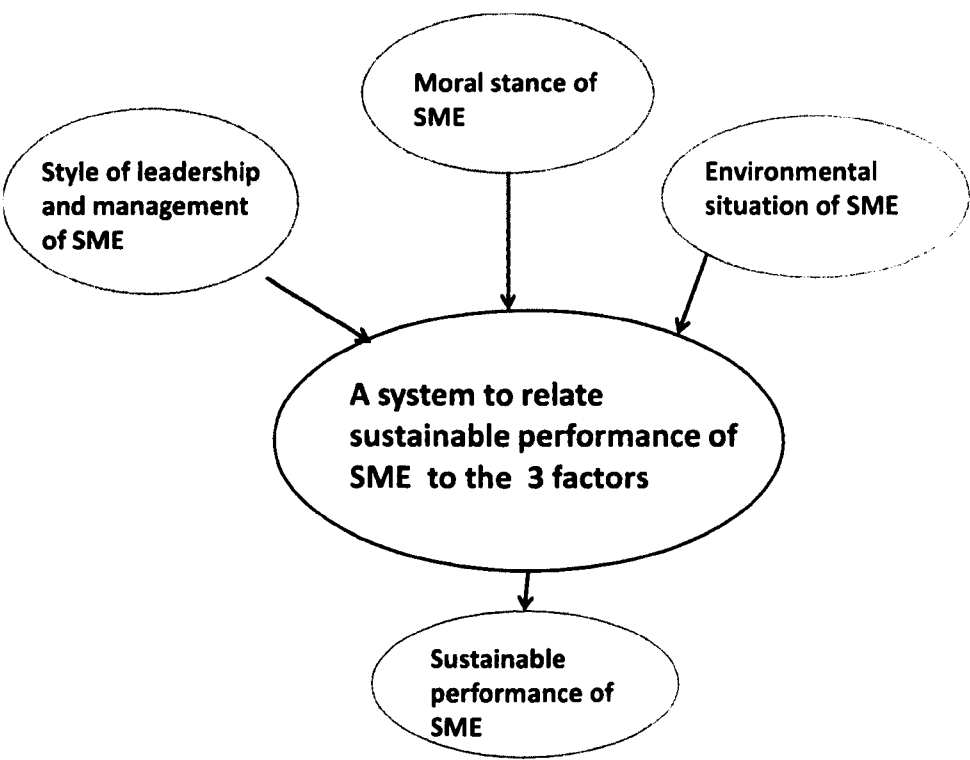 Moral stance of
SME
Style of leadership
and management
of SME
Environmental
situation of SME
A system to relate
sustainable performance of
SME to the 3 factors
Sustainable
performance of
SME